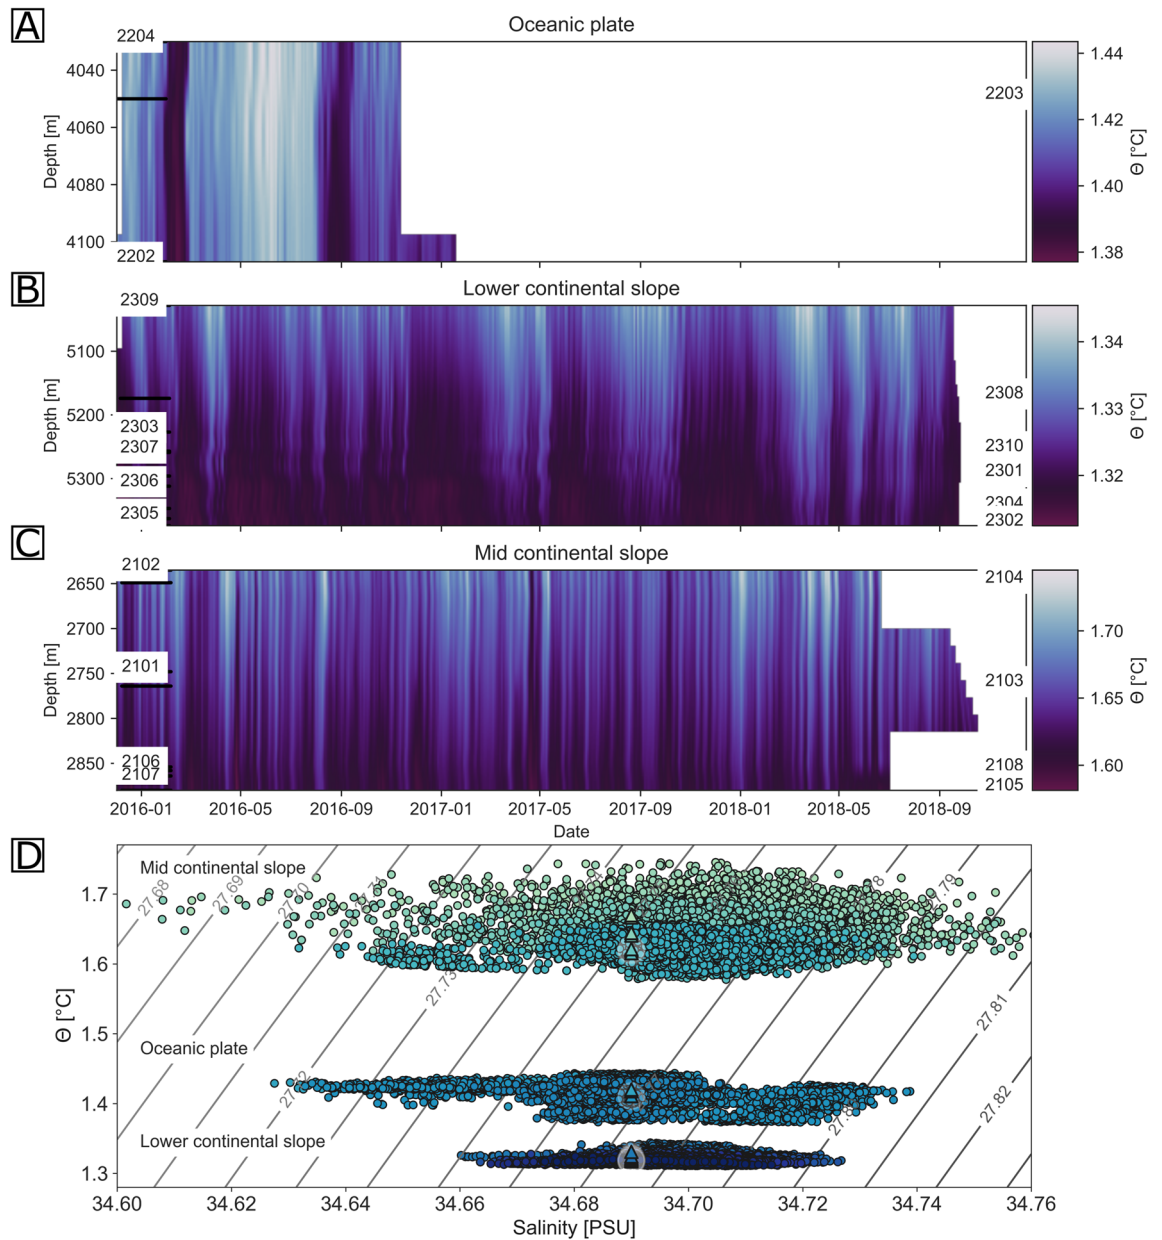 A
Oceanic plate
2204
4040
4060
4080
4100
Depth [m]
2202
2203
1.44
1.42
1.40
1.38
Θ [°C]
B
Lower continental slope
2309
5100
5200
5300
Depth [m]
2303
2307
2306
2305
2308
2310
2301
2304
2302
1.34
1.33
1.32
Θ [°C]
C
Mid continental slope
2102
2650
2700
2750
2800
2850
Depth [m]
2101
2106
2107
2104
2103
2108
2105
1.70
1.65
1.60
Θ [°C]
2016-01 2016-05 2016-09 2017-01 2017-05 2017-09 2018-01 2018-05 2018-09
Date
D
Mid continental slope
27.68
27.69
27.70
27.79
27.73
27.81
27.82
Oceanic plate
Lower continental slope
1.7
1.6
1.5
1.4
1.3
Θ [°C]
34.60 34.62 34.64 34.66 34.68 34.70 34.72 34.74 34.76
Salinity [PSU]